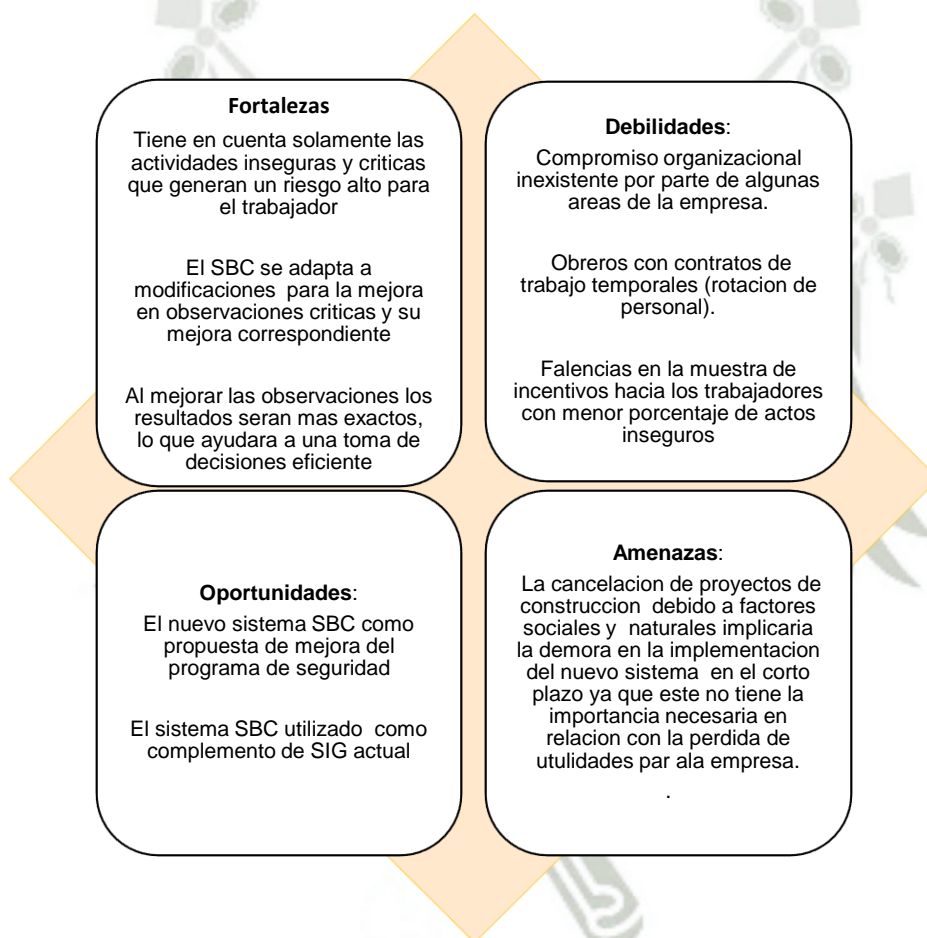 Fortalezas
Tiene en cuenta solamente las
actividades inseguras y criticas
que generan un riesgo alto para
el trabajador
El SBC se adapta a
modificaciones para la mejora
en observaciones criticas y su
mejora correspondiente
Al mejorar las observaciones los
resultados seran mas exactos,
lo que ayudara a una toma de
decisiones eficiente
Debilidades:
Compromiso organizacional
inexistente por parte de algunas
areas de la empresa.
Obreros con contratos de
trabajo temporales (rotacion de
personal).
Falencias en la muestra de
incentivos hacia los trabajadores
con menor porcentaje de actos
inseguros
Oportunidades:
El nuevo sistema SBC como
propuesta de mejora del
programa de seguridad
El sistema SBC utilizado como
complemento de SIG actual
Amenazas:
La cancelacion de proyectos de
construccion debido a factores
sociales y naturales implicaria
la demora en la implementacion
del nuevo sistema en el corto
plazo ya que este no tiene la
importancia necesaria en
relacion con la perdida de
utulidades par ala empresa.
.